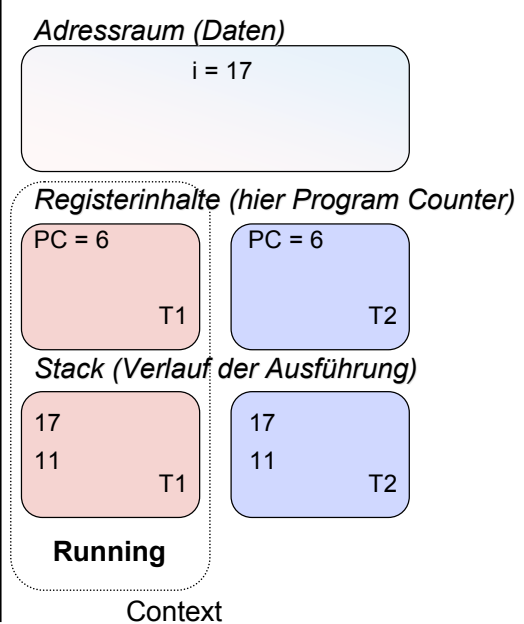 Adressraum (Daten)
i = 17
Registerinhalte (hier Program Counter)
PC = 6 PC = 6
T1 T2
Stack (Verlauf der Ausführung)
17 17
11 11
T1 T2
Running
Context